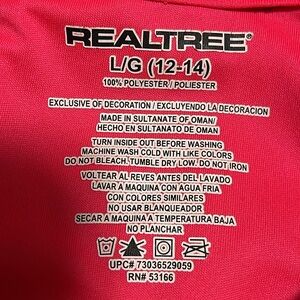 REALTREE®
L/G (12-14)
100% POLYESTER / POLIESTER
EXCLUSIVE OF DECORATION / EXCLUYENDO LA DECORACION
MADE IN SULTANATE OF OMAN/
HECHO EN SULTANATO DE OMAN
TURN INSIDE OUT BEFORE WASHING
MACHINE WASH COLD WITH LIKE COLORS
DO NOT BLEACH. TUMBLE DRY LOW. DO NOT IRON
VOLTEAR AL REVES ANTES DEL LAVADO
LAVAR A MAQUINA CON AGUA FRIA
CON COLORES SIMILARES
NO USAR BLANQUEADOR
SECAR A MAQUINA A TEMPERATURA BAJA
NO PLANCHAR
UPC# 73036529059
RN# 53166